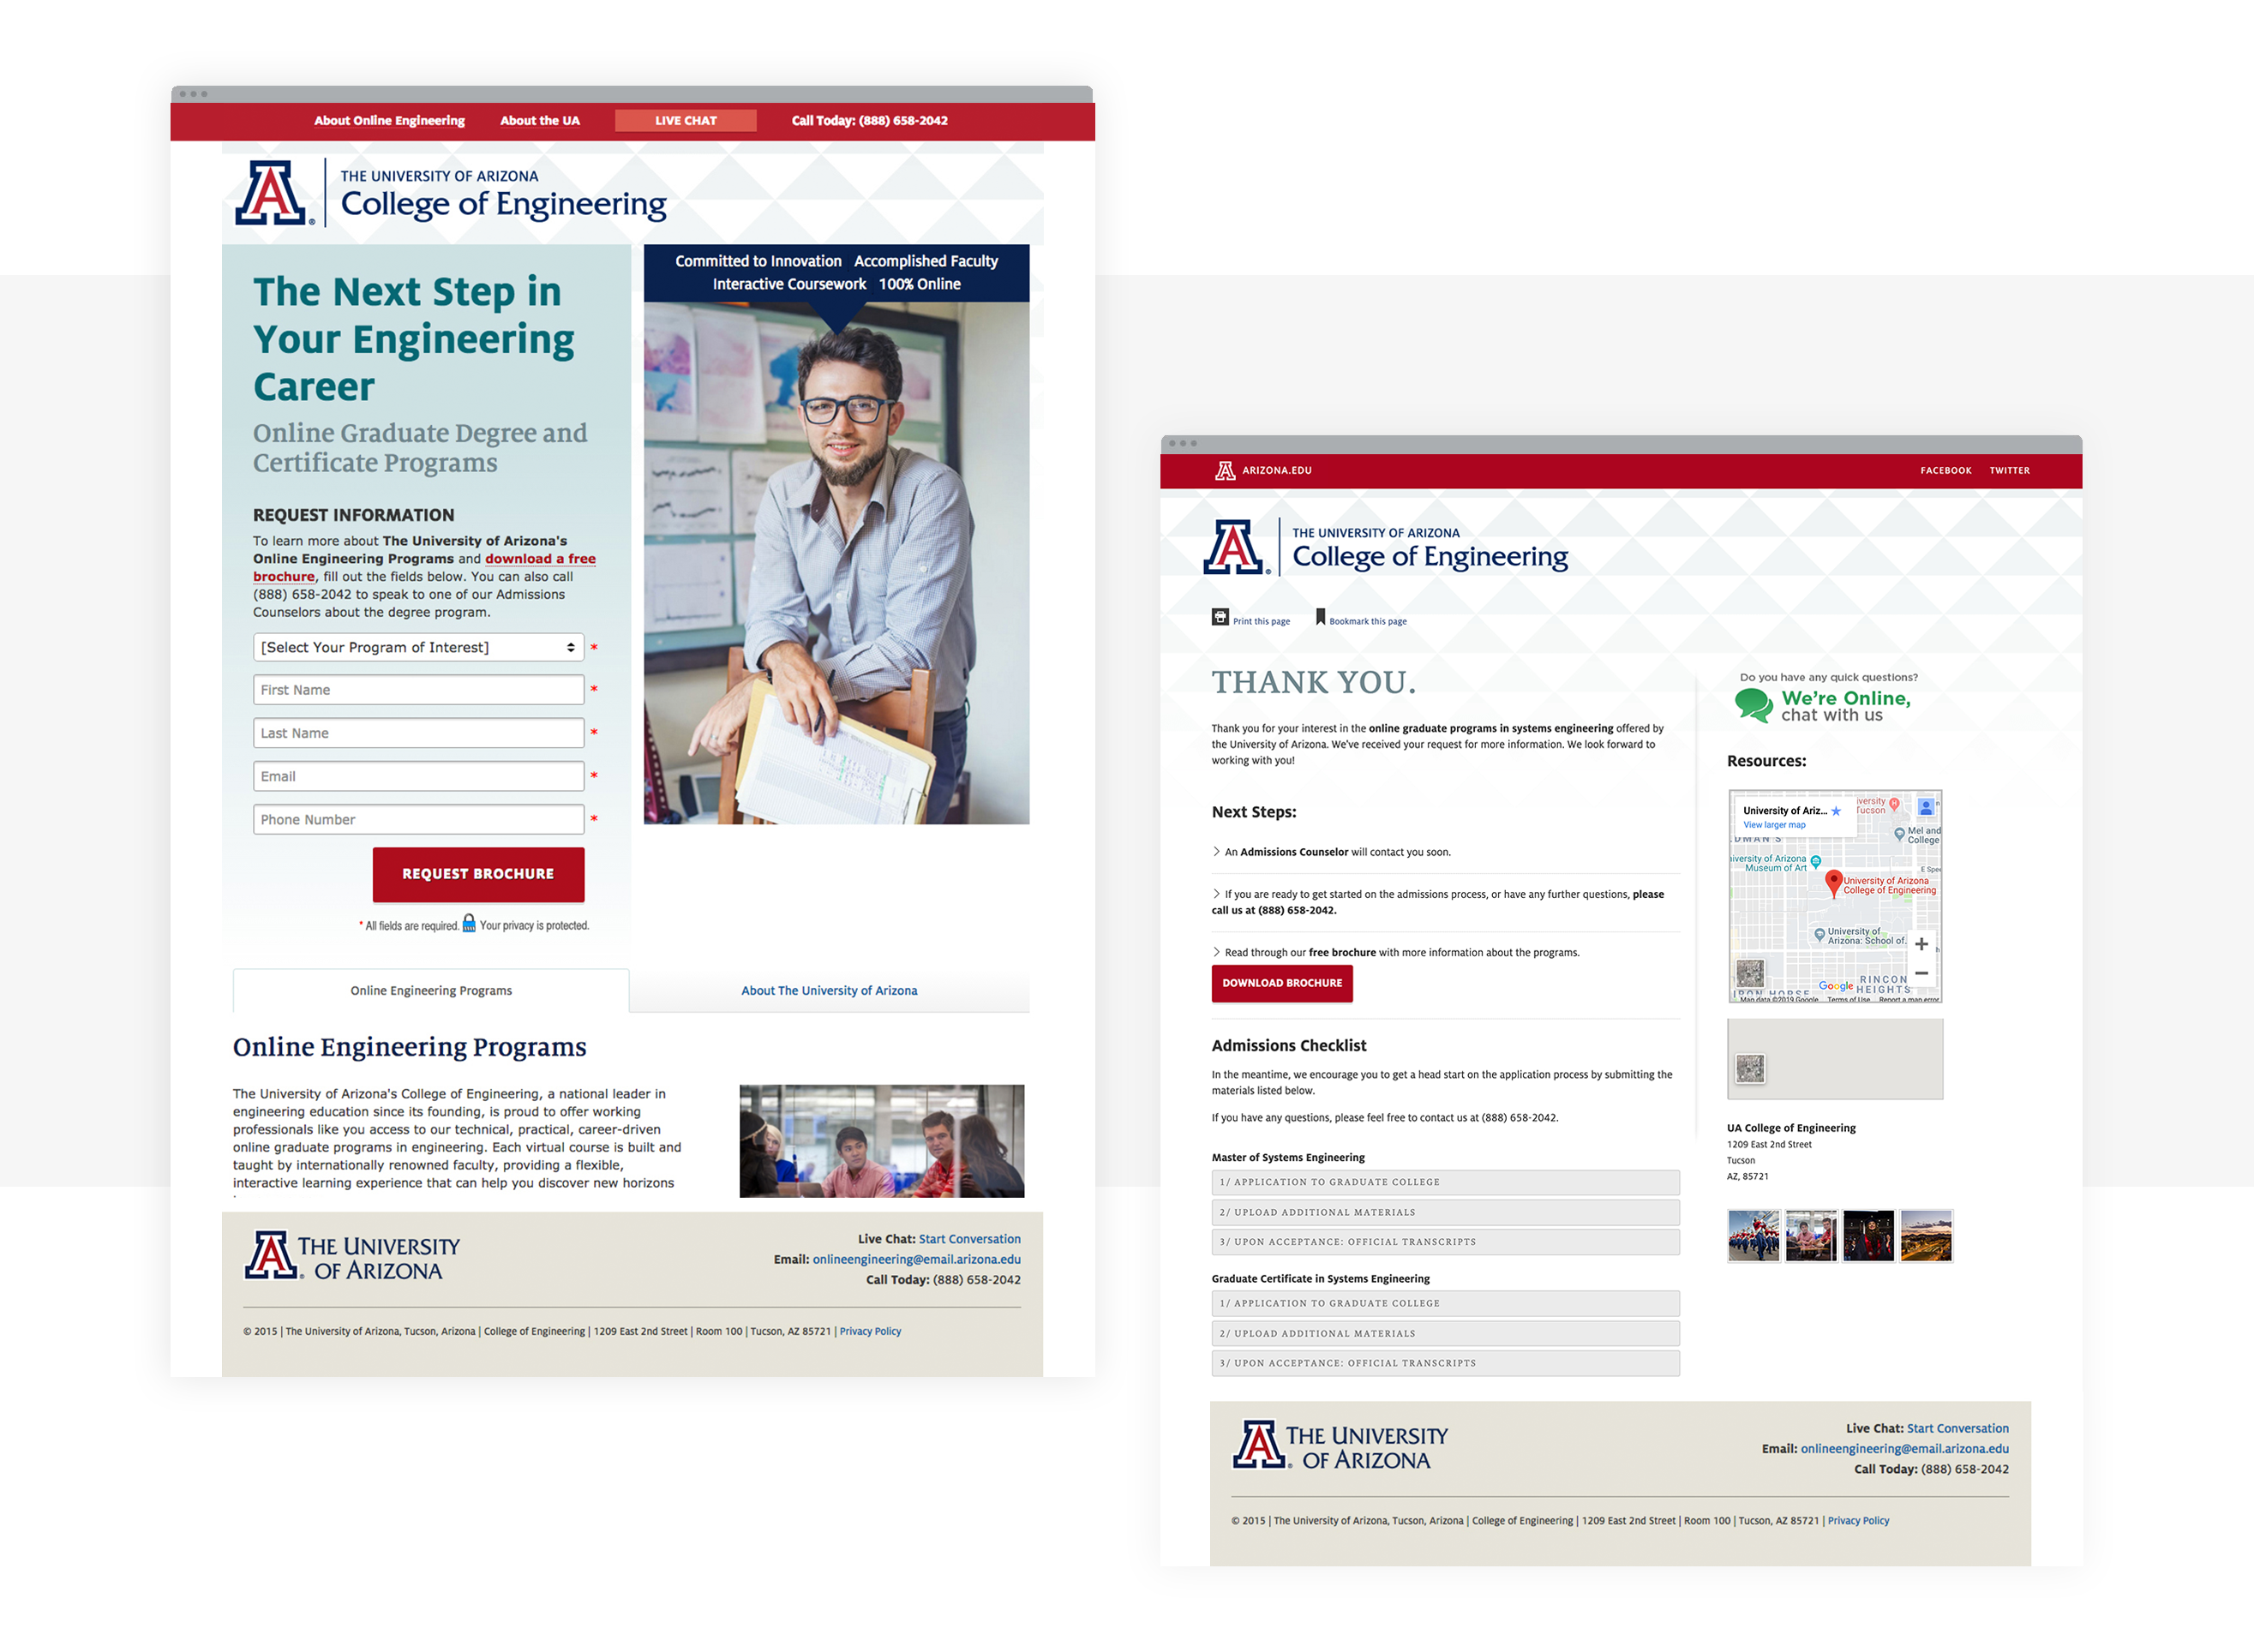 About Online Engineering About the UA LIVE CHAT Call Today: (888) 658-2042
A ®
THE UNIVERSITY OF ARIZONA
College of Engineering
The Next Step in
Your Engineering
Career
Online Graduate Degree and
Certificate Programs
REQUEST INFORMATION
To learn more about The University of Arizona's
Online Engineering Programs and download a free
brochure, fill out the fields below. You can also call
(888) 658-2042 to speak to one of our Admissions
Counselors about the degree program.
[Select Your Program of Interest] *
First Name *
Last Name *
Email *
Phone Number *
REQUEST BROCHURE
* All fields are required. Your privacy is protected.
Committed to Innovation Accomplished Faculty
Interactive Coursework 100% Online
Online Engineering Programs About The University of Arizona
Online Engineering Programs
The University of Arizona's College of Engineering, a national leader in
engineering education since its founding, is proud to offer working
professionals like you access to our technical, practical, career-driven
online graduate programs in engineering. Each virtual course is built and
taught by internationally renowned faculty, providing a flexible,
interactive learning experience that can help you discover new horizons
A ®
THE UNIVERSITY
OF ARIZONA
Live Chat: Start Conversation
Email: onlineengineering@email.arizona.edu
Call Today: (888) 658-2042
© 2015 | The University of Arizona, Tucson, Arizona | College of Engineering | 1209 East 2nd Street | Room 100 | Tucson, AZ 85721 | Privacy Policy
A ARIZONA.EDU FACEBOOK TWITTER
A ®
THE UNIVERSITY OF ARIZONA
College of Engineering
Print this page Bookmark this page
THANK YOU.
Thank you for your interest in the online graduate programs in systems engineering offered by
the University of Arizona. We've received your request for more information. We look forward to
working with you!
Next Steps:
> An Admissions Counselor will contact you soon.
> If you are ready to get started on the admissions process, or have any further questions, please
call us at (888) 658-2042.
> Read through our free brochure with more information about the programs.
DOWNLOAD BROCHURE
Admissions Checklist
In the meantime, we encourage you to get a head start on the application process by submitting the
materials listed below.
If you have any questions, please feel free to contact us at (888) 658-2042.
Master of Systems Engineering
1/ APPLICATION TO GRADUATE COLLEGE
2/ UPLOAD ADDITIONAL MATERIALS
3/ UPON ACCEPTANCE: OFFICIAL TRANSCRIPTS
Graduate Certificate in Systems Engineering
1/ APPLICATION TO GRADUATE COLLEGE
2/ UPLOAD ADDITIONAL MATERIALS
3/ UPON ACCEPTANCE: OFFICIAL TRANSCRIPTS
Do you have any quick questions?
We're Online,
chat with us
Resources:
University of Ariz...
View larger map
iversity
Tucson H
Mel and
College
LDMAN'S
iversity of Arizona
Museum of Art
E Spee
University of Arizona
College of Engineering
University of
Arizona: School of...
+
−
RINCON
HEIGHTS
Google
IRON HORSE
Map data ©2019 Google Terms of Use Report a map error
UA College of Engineering
1209 East 2nd Street
Tucson
AZ, 85721
A ®
THE UNIVERSITY
OF ARIZONA
Live Chat: Start Conversation
Email: onlineengineering@email.arizona.edu
Call Today: (888) 658-2042
© 2015 | The University of Arizona, Tucson, Arizona | College of Engineering | 1209 East 2nd Street | Room 100 | Tucson, AZ 85721 | Privacy Policy